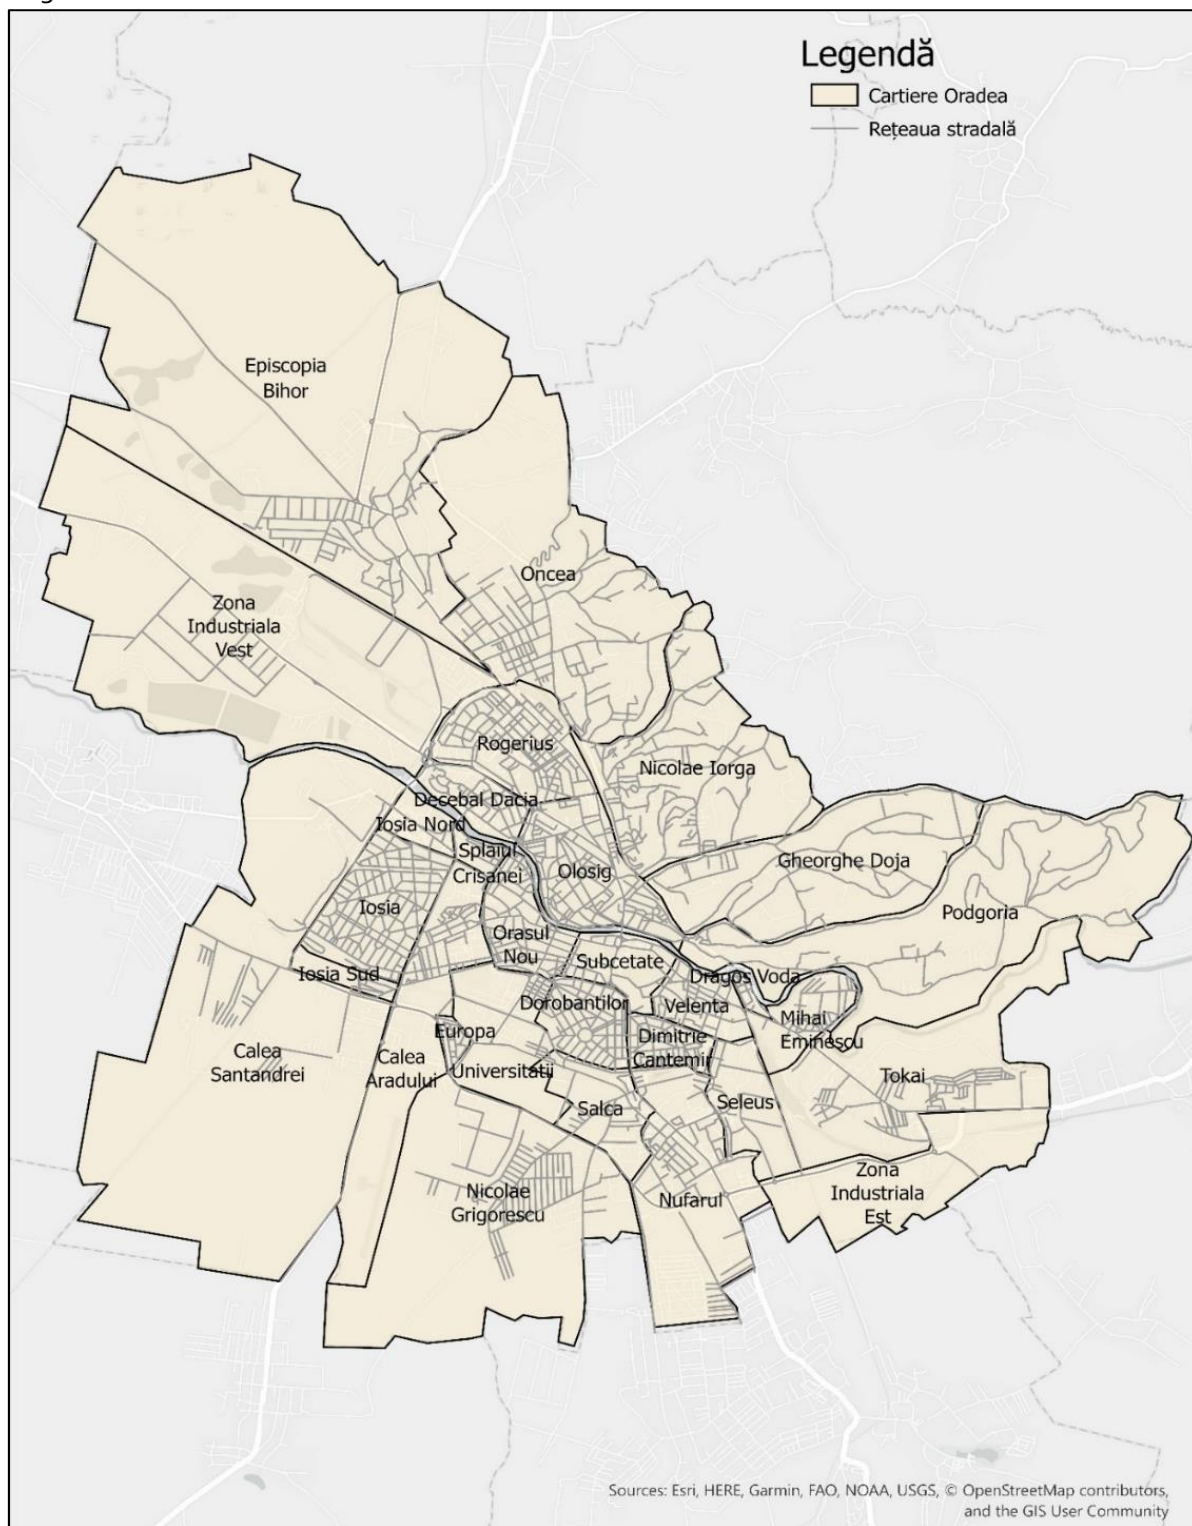 Legendă
Cartiere Oradea
Rețeaua stradală
Episcopia
Bihor
Oncea
Zona
Industriala
Vest
Rogerius
Nicolae Iorga
Decebal Dacia
Iosia Nord
Splaiul
Crisanei
Olosig
Gheorghe Doja
Iosia
Podgoria
Orasul
Nou
Subcetate
Iosia Sud
Dragos Voda
Dorobantilor
Velenta
Mihai
Eminescu
Europa
Dimitrie
Cantemir
Calea
Santandrei
Calea
Aradului
Universitatii
Tokai
Salca
Seleus
Zona
Industriala
Est
Nicolae
Grigorescu
Nufarul
Sources: Esri, HERE, Garmin, FAO, NOAA, USGS, © OpenStreetMap contributors,
and the GIS User Community